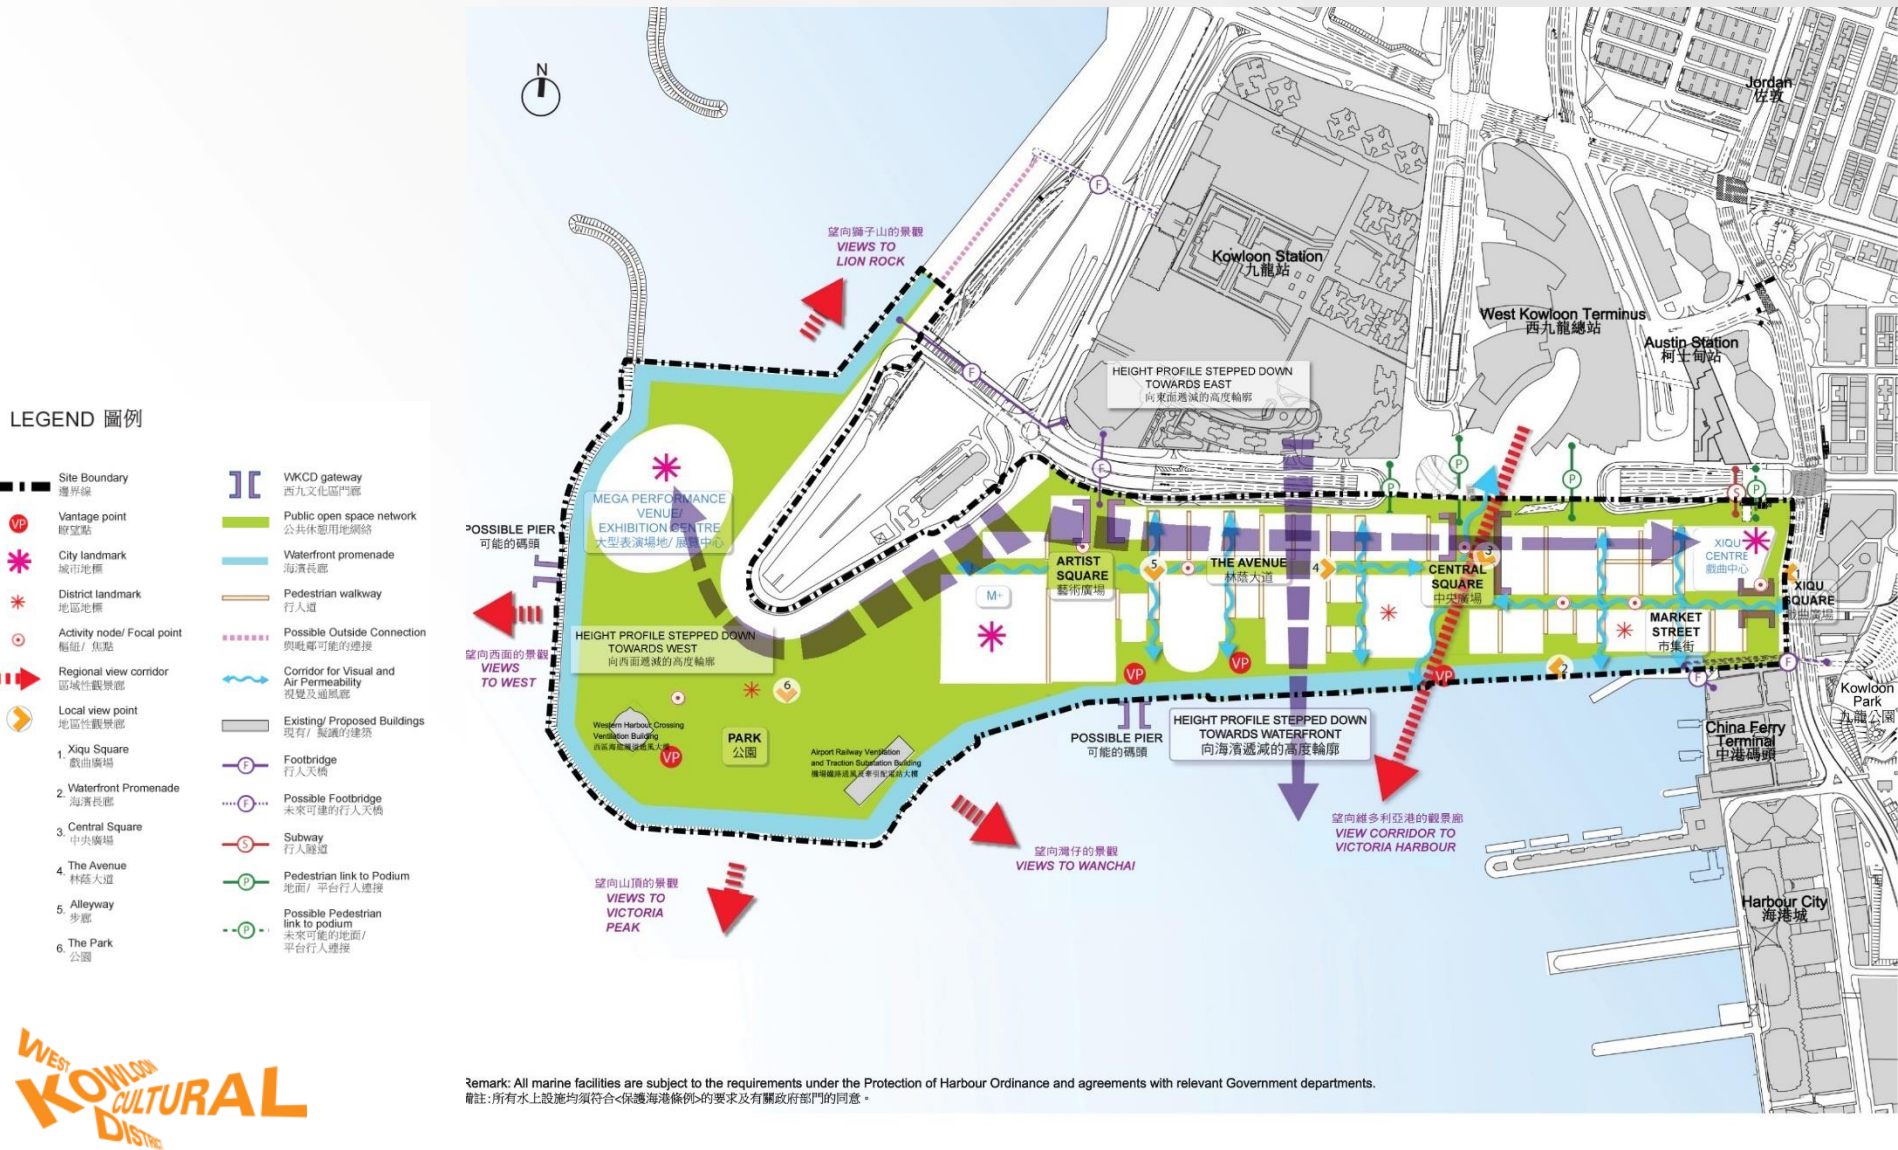 N
望向獅子山的景觀
VIEWS TO
LION ROCK
Jordan
佐敦
F
Kowloon Station
九龍站
West Kowloon Terminus
西九龍總站
Austin Station
柯士甸站
F
HEIGHT PROFILE STEPPED DOWN
TOWARDS EAST
向東面遞減的高度輪廓
LEGEND 圖例
Site Boundary
邊界線
VP
Vantage point
瞭望點
City landmark
城市地標
District landmark
地區地標
Activity node/ Focal point
樞紐/ 焦點
Regional view corridor
區域性觀景廊
Local view point
地區性觀景廊
1. Xiqu Square
戲曲廣場
2. Waterfront Promenade
海濱長廊
3. Central Square
中央廣場
4. The Avenue
林蔭大道
5. Alleyway
步廊
6. The Park
公園
WKCD gateway
西九文化區門廊
Public open space network
公共休憩用地網絡
Waterfront promenade
海濱長廊
Pedestrian walkway
行人道
Possible Outside Connection
與毗鄰可能的連接
Corridor for Visual and
Air Permeability
視覺及通風廊
Existing/ Proposed Buildings
現有/ 擬議的建築
F
Footbridge
行人天橋
F
Possible Footbridge
未來可建的行人天橋
S
Subway
行人隧道
P
Pedestrian link to Podium
地面/ 平台行人連接
P
Possible Pedestrian
link to podium
未來可能的地面/
平台行人連接
F
P
P
P
S
P
MEGA PERFORMANCE
VENUE/
EXHIBITION CENTRE
大型表演場地/ 展覽中心
POSSIBLE PIER
可能的碼頭
M+
ARTIST
SQUARE
藝術廣場
5
THE AVENUE
林蔭大道
4
3
CENTRAL
SQUARE
中央廣場
XIQU
CENTRE
戲曲中心
XIQU
SQUARE
戲曲廣場
MARKET
STREET
市集街
HEIGHT PROFILE STEPPED DOWN
TOWARDS WEST
向西面遞減的高度輪廓
望向西面的景觀
VIEWS
TO WEST
6
VP
VP
VP
2
F
F
Kowloon
Park
九龍公園
Western Harbour Crossing
Ventilation Building
VP
PARK
公園
Airport Railway Ventilation
and Traction Substation Building
POSSIBLE PIER
可能的碼頭
HEIGHT PROFILE STEPPED DOWN
TOWARDS WATERFRONT
向海濱遞減的高度輪廓
China Ferry
Terminal
中港碼頭
望向維多利亞港的觀景廊
VIEW CORRIDOR TO
VICTORIA HARBOUR
望向灣仔的景觀
VIEWS TO WANCHAI
望向山頂的景觀
VIEWS TO
VICTORIA
PEAK
Harbour City
海港城
WEST
KOWLOON
CULTURAL
DISTRICT
Remark: All marine facilities are subject to the requirements under the Protection of Harbour Ordinance and agreements with relevant Government departments.
備註:所有水上設施均須符合<保護海港條例>的要求及有關政府部門的同意。